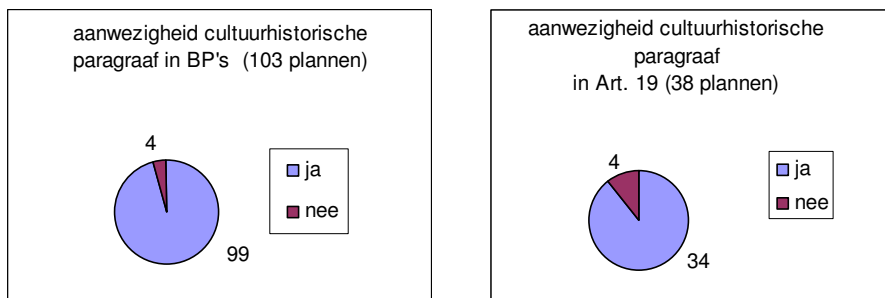 aanwezigheid cultuurhistorische
paragraaf in BP's (103 plannen)
4
ja
nee
99
aanwezigheid cultuurhistorische
paragraaf
in Art. 19 (38 plannen)
4
ja
nee
34